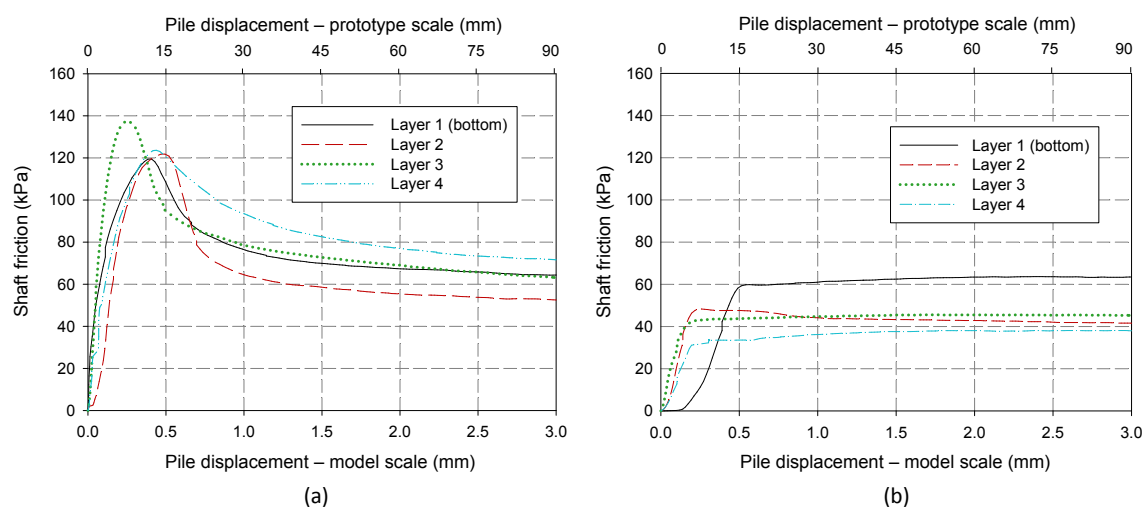 Pile displacement – prototype scale (mm)
0 15 30 45 60 75 90
160
140
120
100
80
60
40
20
0
Shaft friction (kPa)
Layer 1 (bottom)
Layer 2
Layer 3
Layer 4
0.0 0.5 1.0 1.5 2.0 2.5 3.0
Pile displacement – model scale (mm)
(a)
Pile displacement – prototype scale (mm)
0 15 30 45 60 75 90
160
140
120
100
80
60
40
20
0
Shaft friction (kPa)
Layer 1 (bottom)
Layer 2
Layer 3
Layer 4
0.0 0.5 1.0 1.5 2.0 2.5 3.0
Pile displacement – model scale (mm)
(b)